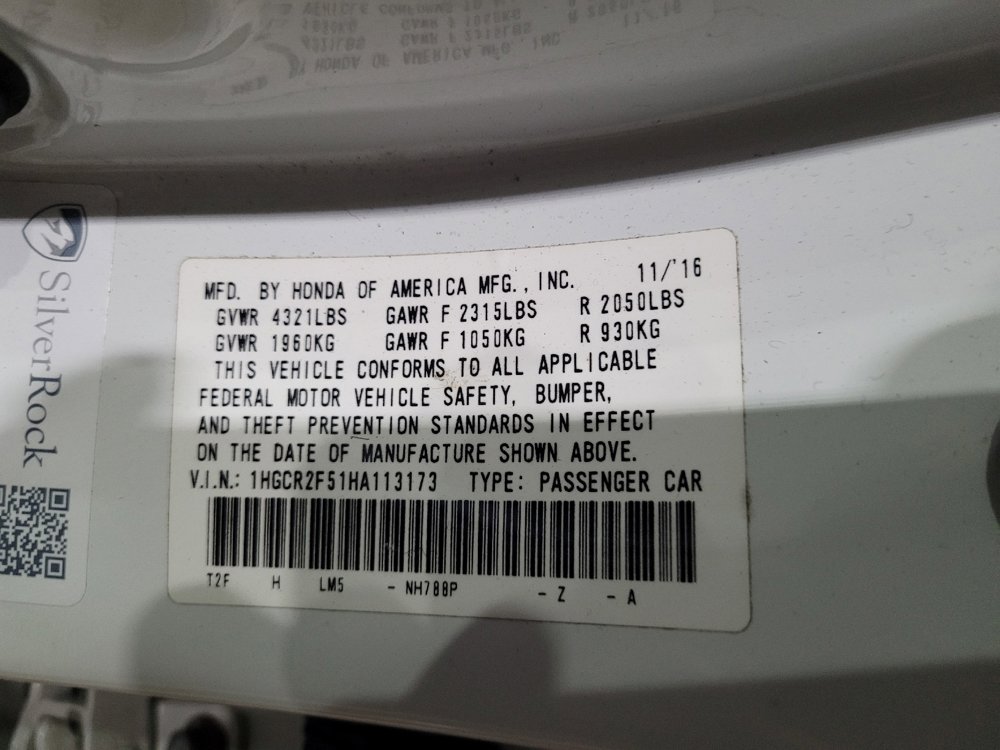 MFD. BY HONDA OF AMERICA MFG., INC. 11/'16
GVWR 4321LBS GAWR F 2315LBS R 2050LBS
GVWR 1960KG GAWR F 1050KG R 930KG
THIS VEHICLE CONFORMS TO ALL APPLICABLE
FEDERAL MOTOR VEHICLE SAFETY, BUMPER,
AND THEFT PREVENTION STANDARDS IN EFFECT
ON THE DATE OF MANUFACTURE SHOWN ABOVE.
V.I.N.: 1HGCR2F51HA113173 TYPE: PASSENGER CAR
T2F H LM5 - NH788P - Z - A
SilverRock